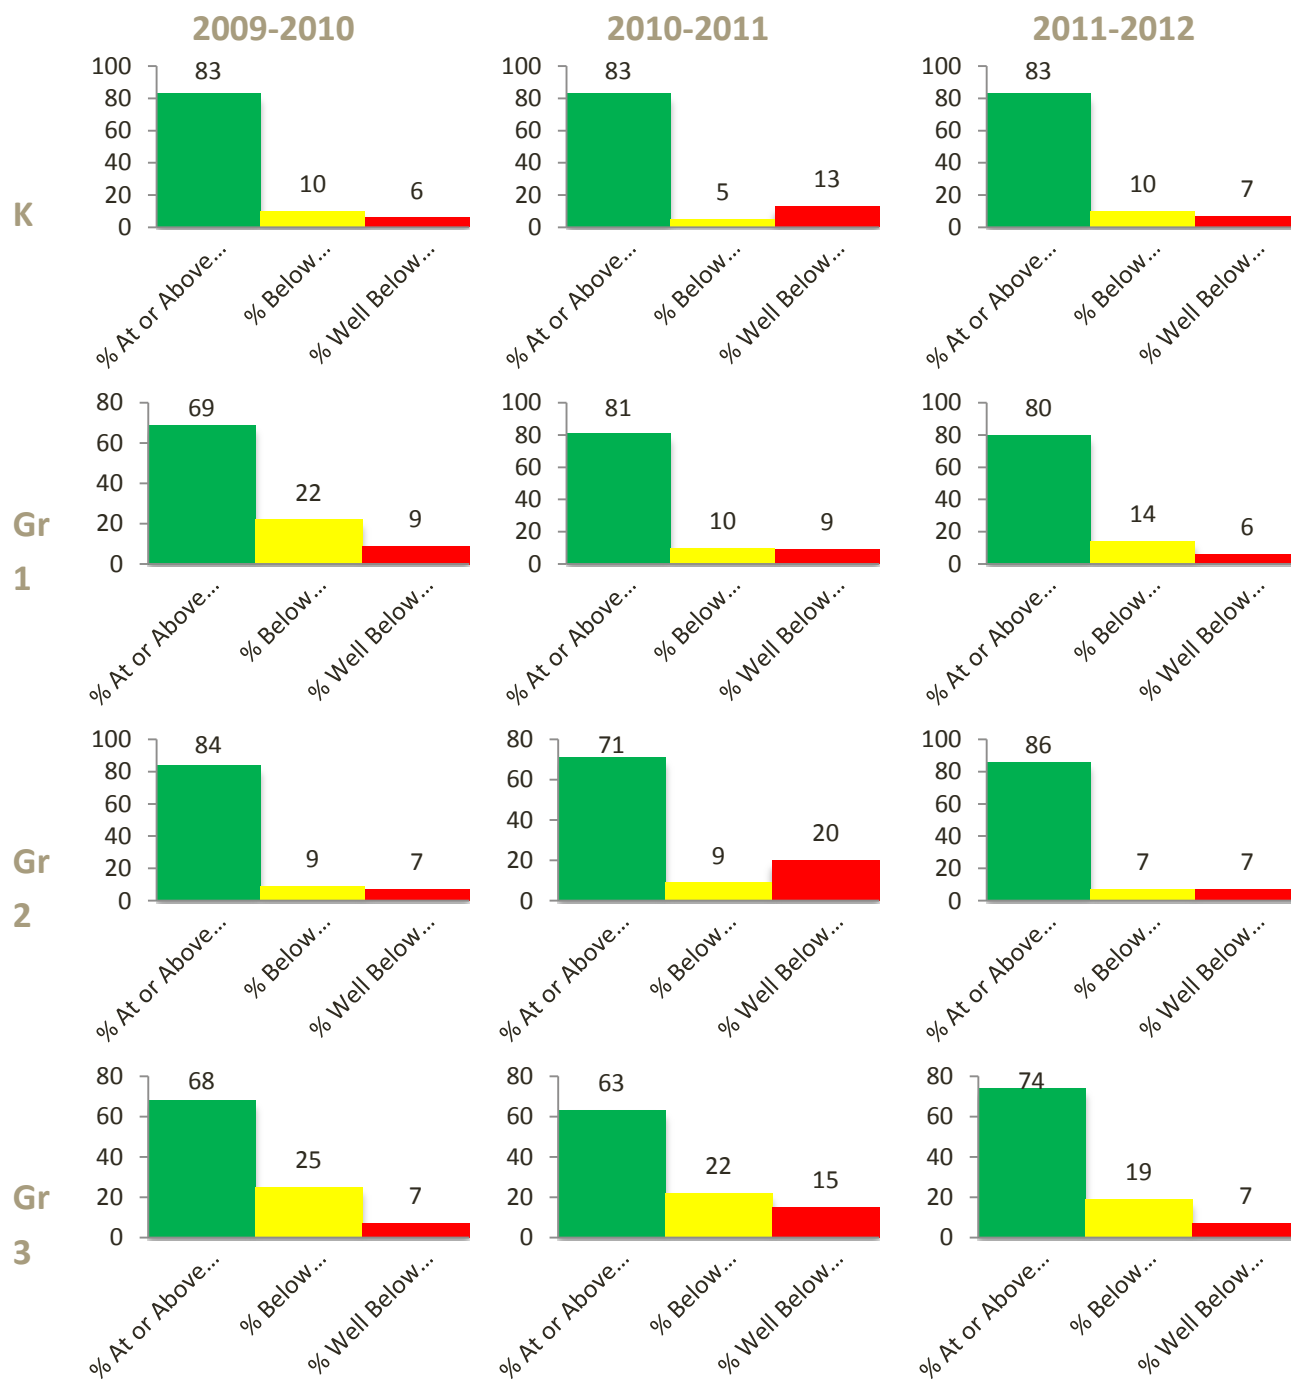 2009-2010 2010-2011 2011-2012
100 83 100 83 100 83
80 80 80
60 60 60
40 10 6 40 5 13 40 10 7
K 20 20 20
0 0 0
% At or Above... % Below... % Well Below... % At or Above... % Below... % Well Below... % At or Above... % Below... % Well Below...
80 69 100 81 100 80
60 80 80
40 22 9 60 10 9 60 14 6
Gr 20 40 40
1 0 20 20
0 0
% At or Above... % Below... % Well Below... % At or Above... % Below... % Well Below... % At or Above... % Below... % Well Below...
100 84 80 71 100 86
80 60 80
60 9 7 40 9 20 60 7 7
Gr 40 20 40
2 20 0 20
0 0
% At or Above... % Below... % Well Below... % At or Above... % Below... % Well Below... % At or Above... % Below... % Well Below...
80 68 80 63 80 74
60 60 60
40 25 7 40 22 15 40 19 7
Gr 20 20 20
3 0 0 0
% At or Above... % Below... % Well Below... % At or Above... % Below... % Well Below... % At or Above... % Below... % Well Below...